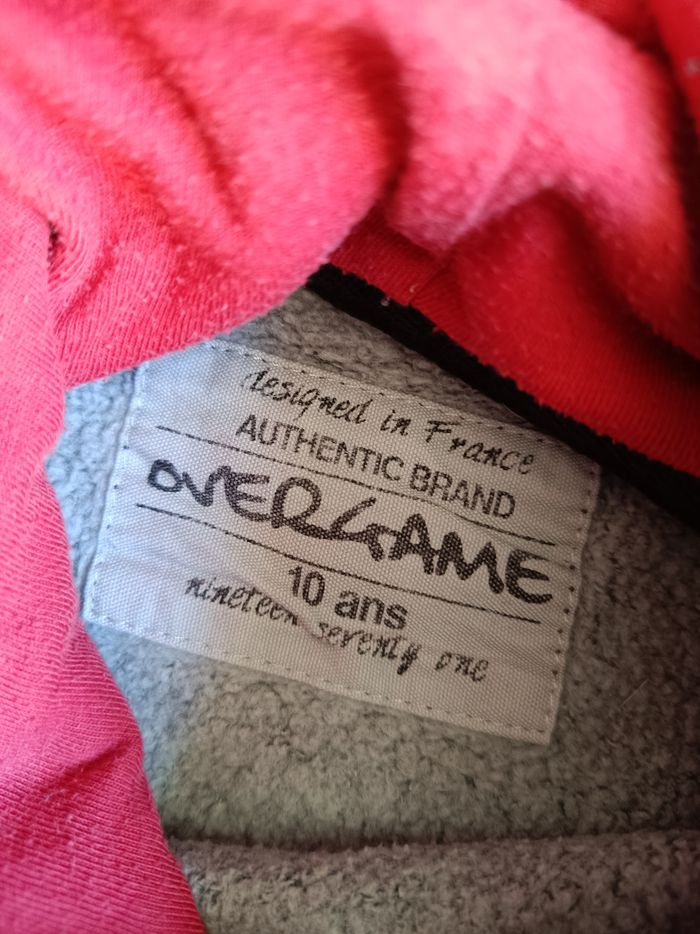 designed in France
AUTHENTIC BRAND
OVERGAME
10 ans
nineteen seventy one